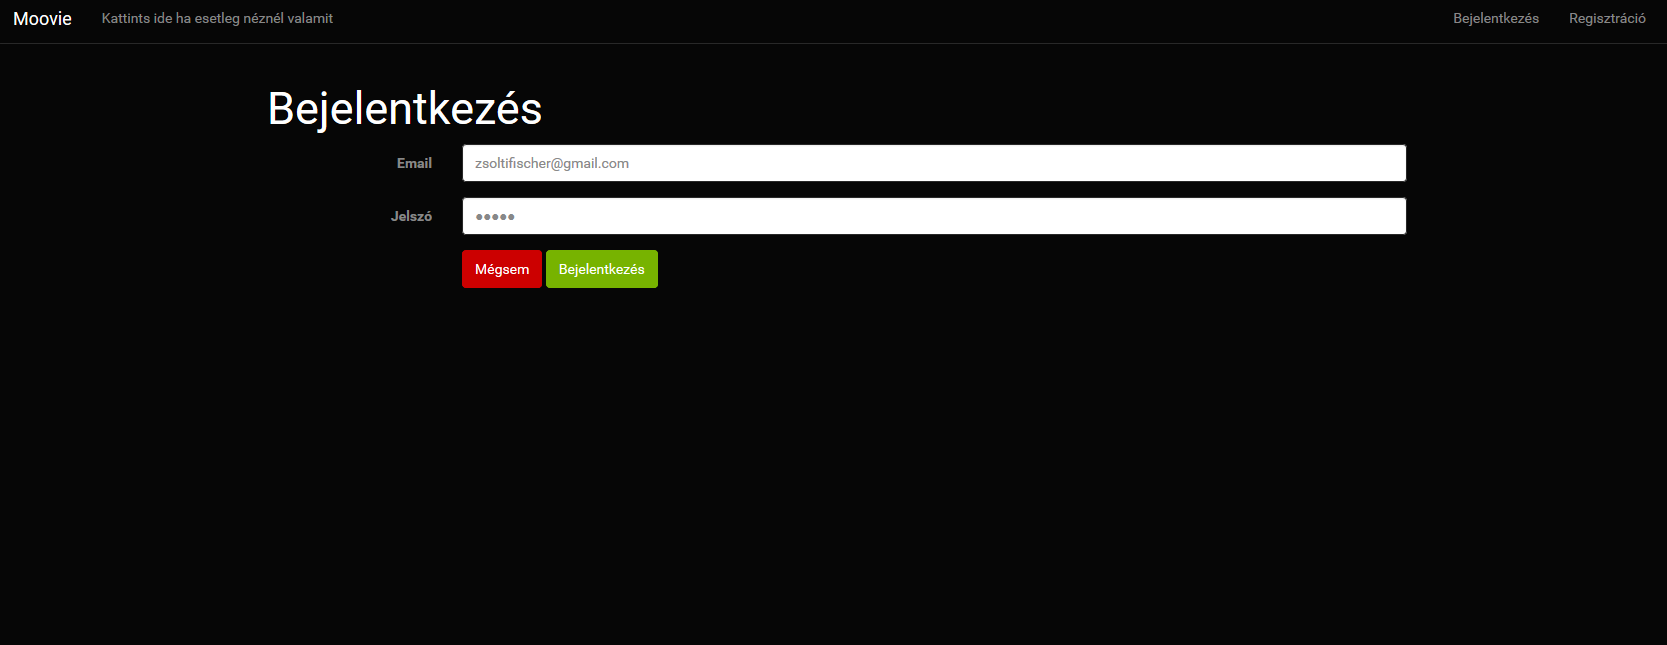 Moovie Kattints ide ha esetleg néznél valamit Bejelentkezés Regisztráció
Bejelentkezés
Email zsoltifischer@gmail.com
Jelszó •••••
Mégsem Bejelentkezés